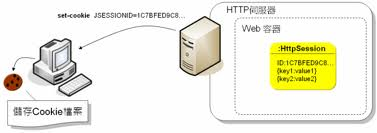 set-cookie JSESSIONID=1C7BFED9C8...
HTTP伺服器
Web 容器
:HttpSession
ID:1C7BFED9C8...
{key1:value1}
{key2:value2}
儲存Cookie檔案